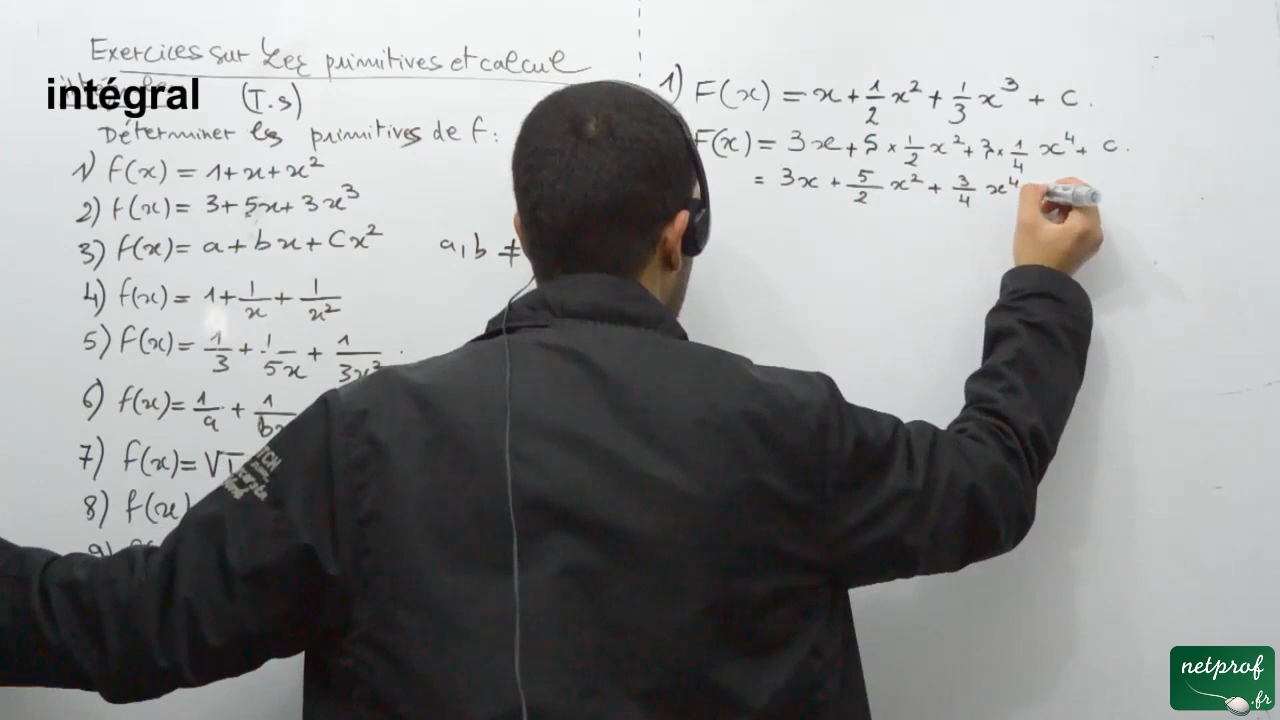 Exercices sur Les primitives et calcul
intégral
(T.S)
Déterminer les primitives de f:
1) f(x) = 1+x+x²
2) f(x) = 3+5x+3x³
3) f(x) = a+bx+Cx² a,b ≠
4) f(x) = 1+1/x+1/x²
5) f(x) = 1/3+1/5x+1/3x²
6) f(x) = 1/a+1/
7) f(x) = √
8) f(x)
1) F(x) = x+1/2 x²+1/3 x³ + C.
F(x) = 3x+5×1/2 x²+3×1/4 x⁴+ C.
= 3x+5/2 x²+3/4 x⁴
netprof
.fr